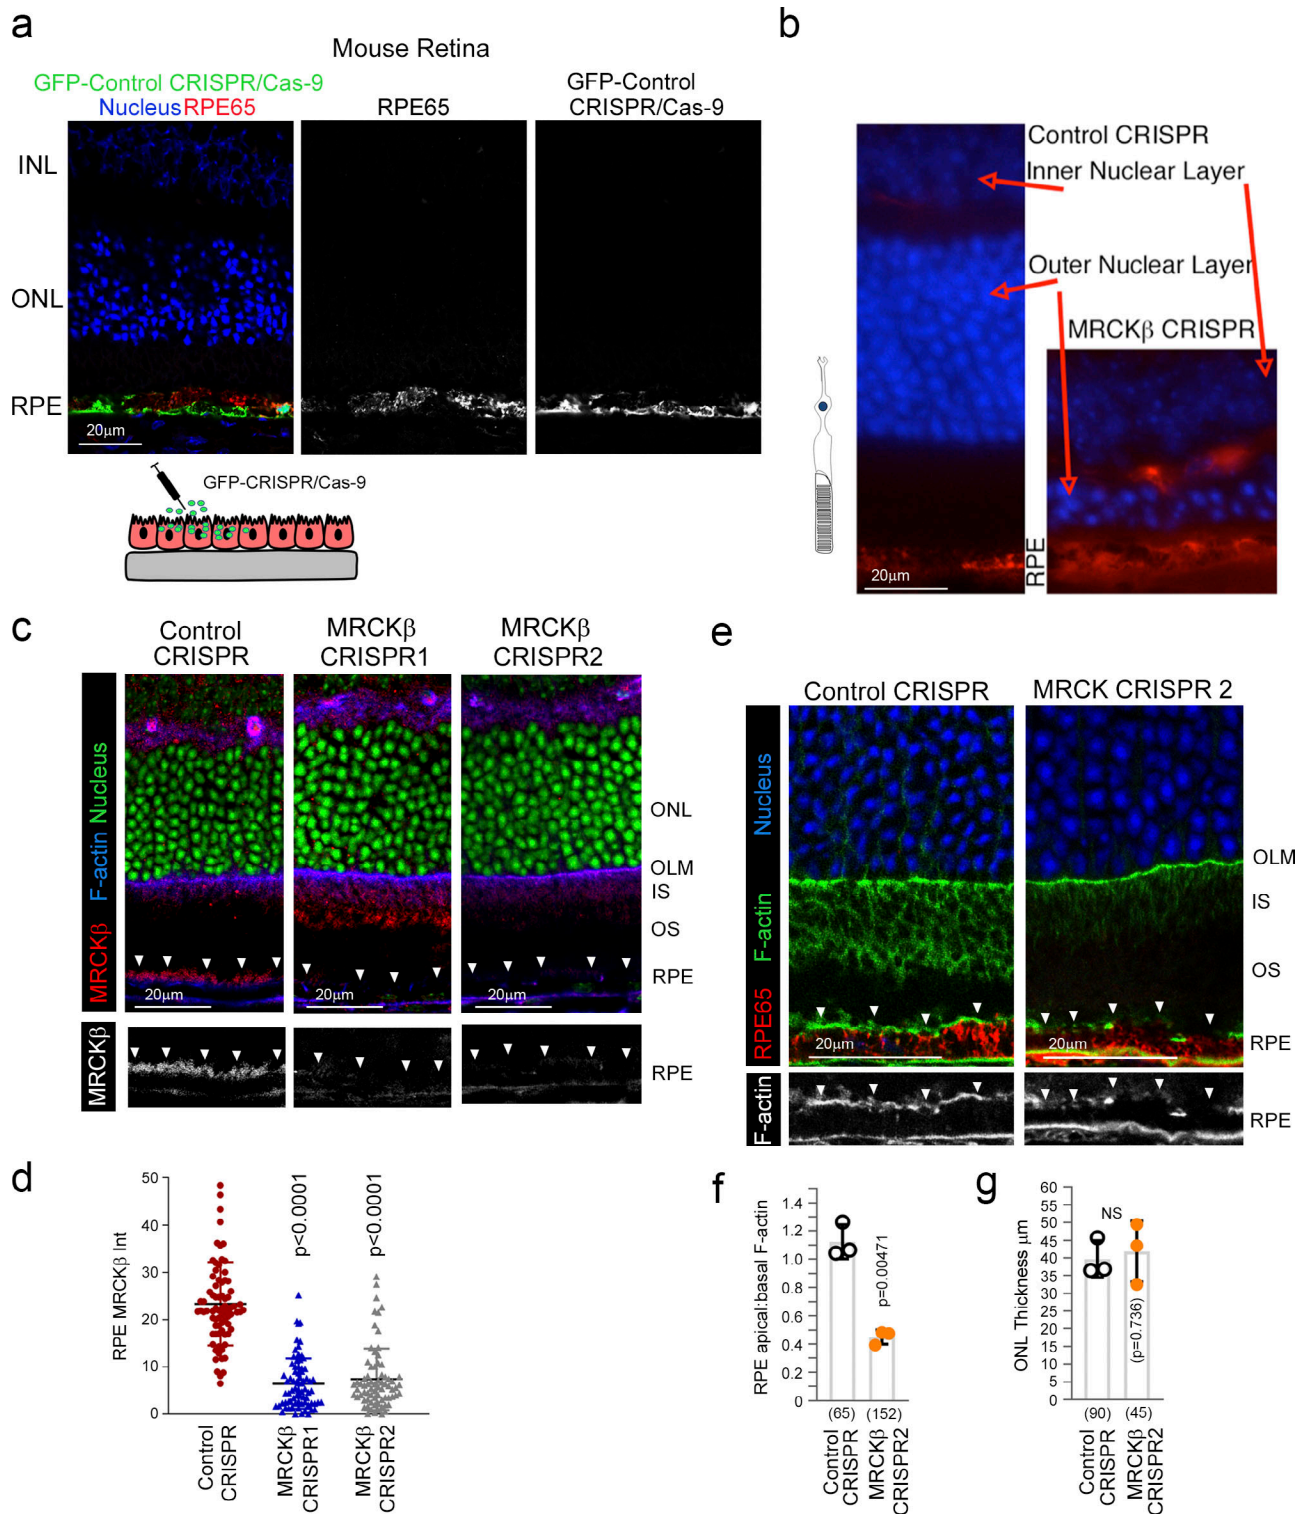 a
Mouse Retina
GFP-Control CRISPR/Cas-9
NucleusRPE65
RPE65
GFP-Control
CRISPR/Cas-9
INL
ONL
RPE
20µm
GFP-CRISPR/Cas-9
b
Control CRISPR
Inner Nuclear Layer
Outer Nuclear Layer
MRCKβ CRISPR
RPE
20µm
c
Control
CRISPR
MRCKβ
CRISPR1
MRCKβ
CRISPR2
MRCKβ F-actin Nucleus
ONL
OLM
IS
OS
RPE
20µm
20µm
20µm
MRCKβ
RPE
e
Control CRISPR
MRCK CRISPR 2
RPE65 F-actin Nucleus
OLM
IS
OS
RPE
20µm
20µm
F-actin
RPE
d
RPE MRCKβ Int
50
40
30
20
10
0
p<0.0001
p<0.0001
Control
CRISPR
MRCKβ
CRISPR1
MRCKβ
CRISPR2
f
RPE apical:basal F-actin
1.4
1.2
1.0
0.8
0.6
0.4
0.2
0
p=0.00471
(65)
(152)
Control
CRISPR
MRCKβ
CRISPR2
g
ONL Thickness µm
60
55
50
45
40
35
30
25
20
15
10
5
0
NS
(p=0.736)
(90)
(45)
Control
CRISPR
MRCKβ
CRISPR2